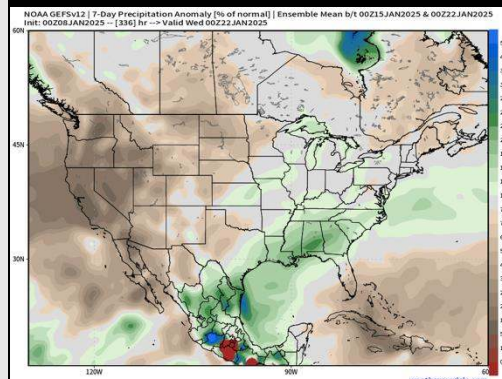 NOAA GEFSv12 | 7-Day Precipitation Anomaly [% of normal] | Ensemble Mean b/t 00Z15JAN2025 & 00Z22JAN2025
Init: 00Z08JAN2025 -- [336] hr --> Valid Wed 00Z22JAN2025
60N
45N
30N
120W
90W